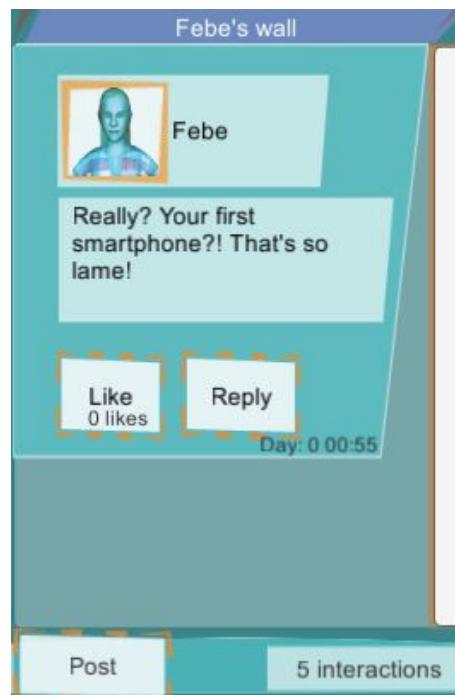 Febe's wall
Febe
Really? Your first
smartphone?! That's so
lame!
Like
0 likes
Reply
Day: 0 00:55
Post
5 interactions